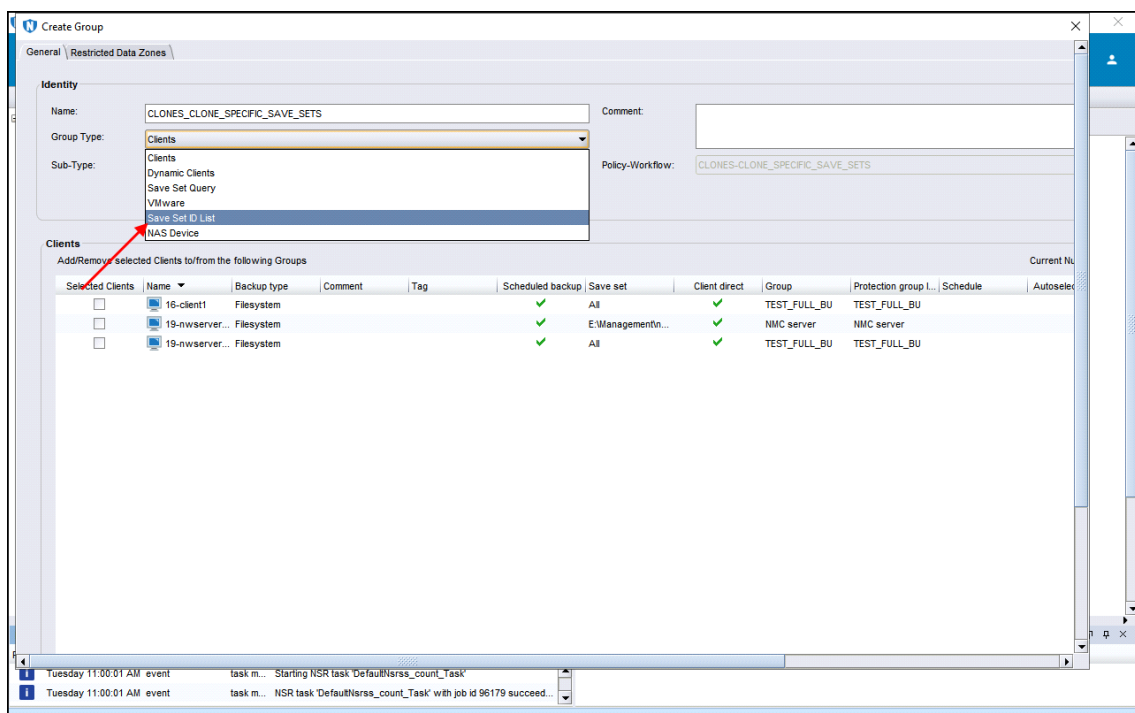 Create Group
General Restricted Data Zones
Identity
Name: CLONES_CLONE_SPECIFIC_SAVE_SETS Comment:
Group Type: Clients
Sub-Type: Policy-Workflow: CLONES-CLONE_SPECIFIC_SAVE_SETS
Clients
Dynamic Clients
Save Set Query
VMware
Save Set ID List
NAS Device
Clients
Add/Remove selected Clients to/from the following Groups Current Nu
Selected Clients Name Backup type Comment Tag Scheduled backup Save set Client direct Group Protection group l... Schedule Autoselec
16-client1 Filesystem All TEST_FULL_BU TEST_FULL_BU
19-nwserver... Filesystem E:\Management\n... NMC server NMC server
19-nwserver... Filesystem All TEST_FULL_BU TEST_FULL_BU
Tuesday 11:00:01 AM event task m... Starting NSR task 'DefaultNsrss_count_Task'
Tuesday 11:00:01 AM event task m... NSR task 'DefaultNsrss_count_Task' with job id 96179 succeed...